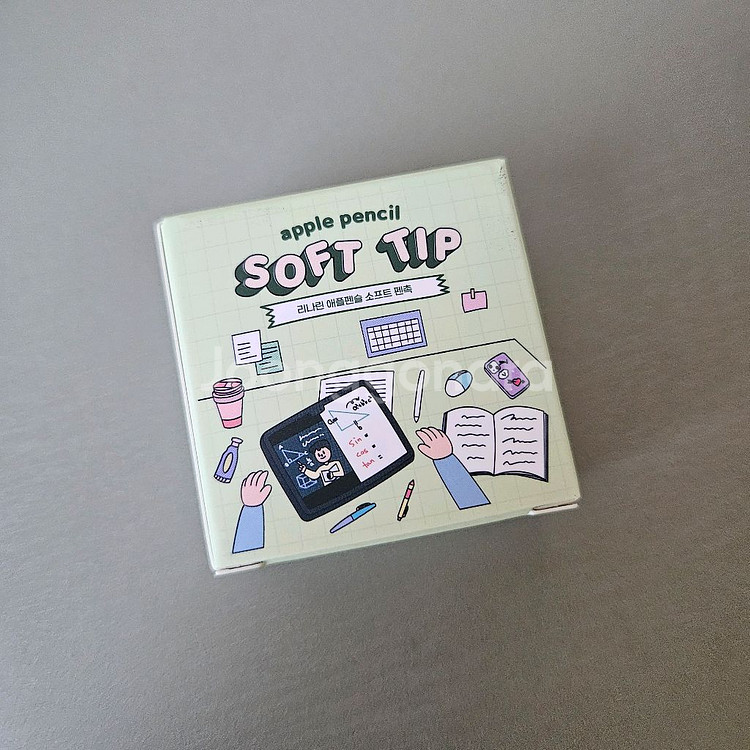 apple pencil
SOFT TIP
리나린 애플펜슬 소프트 펜촉
Joonggonara
sin =
cos =
tan =